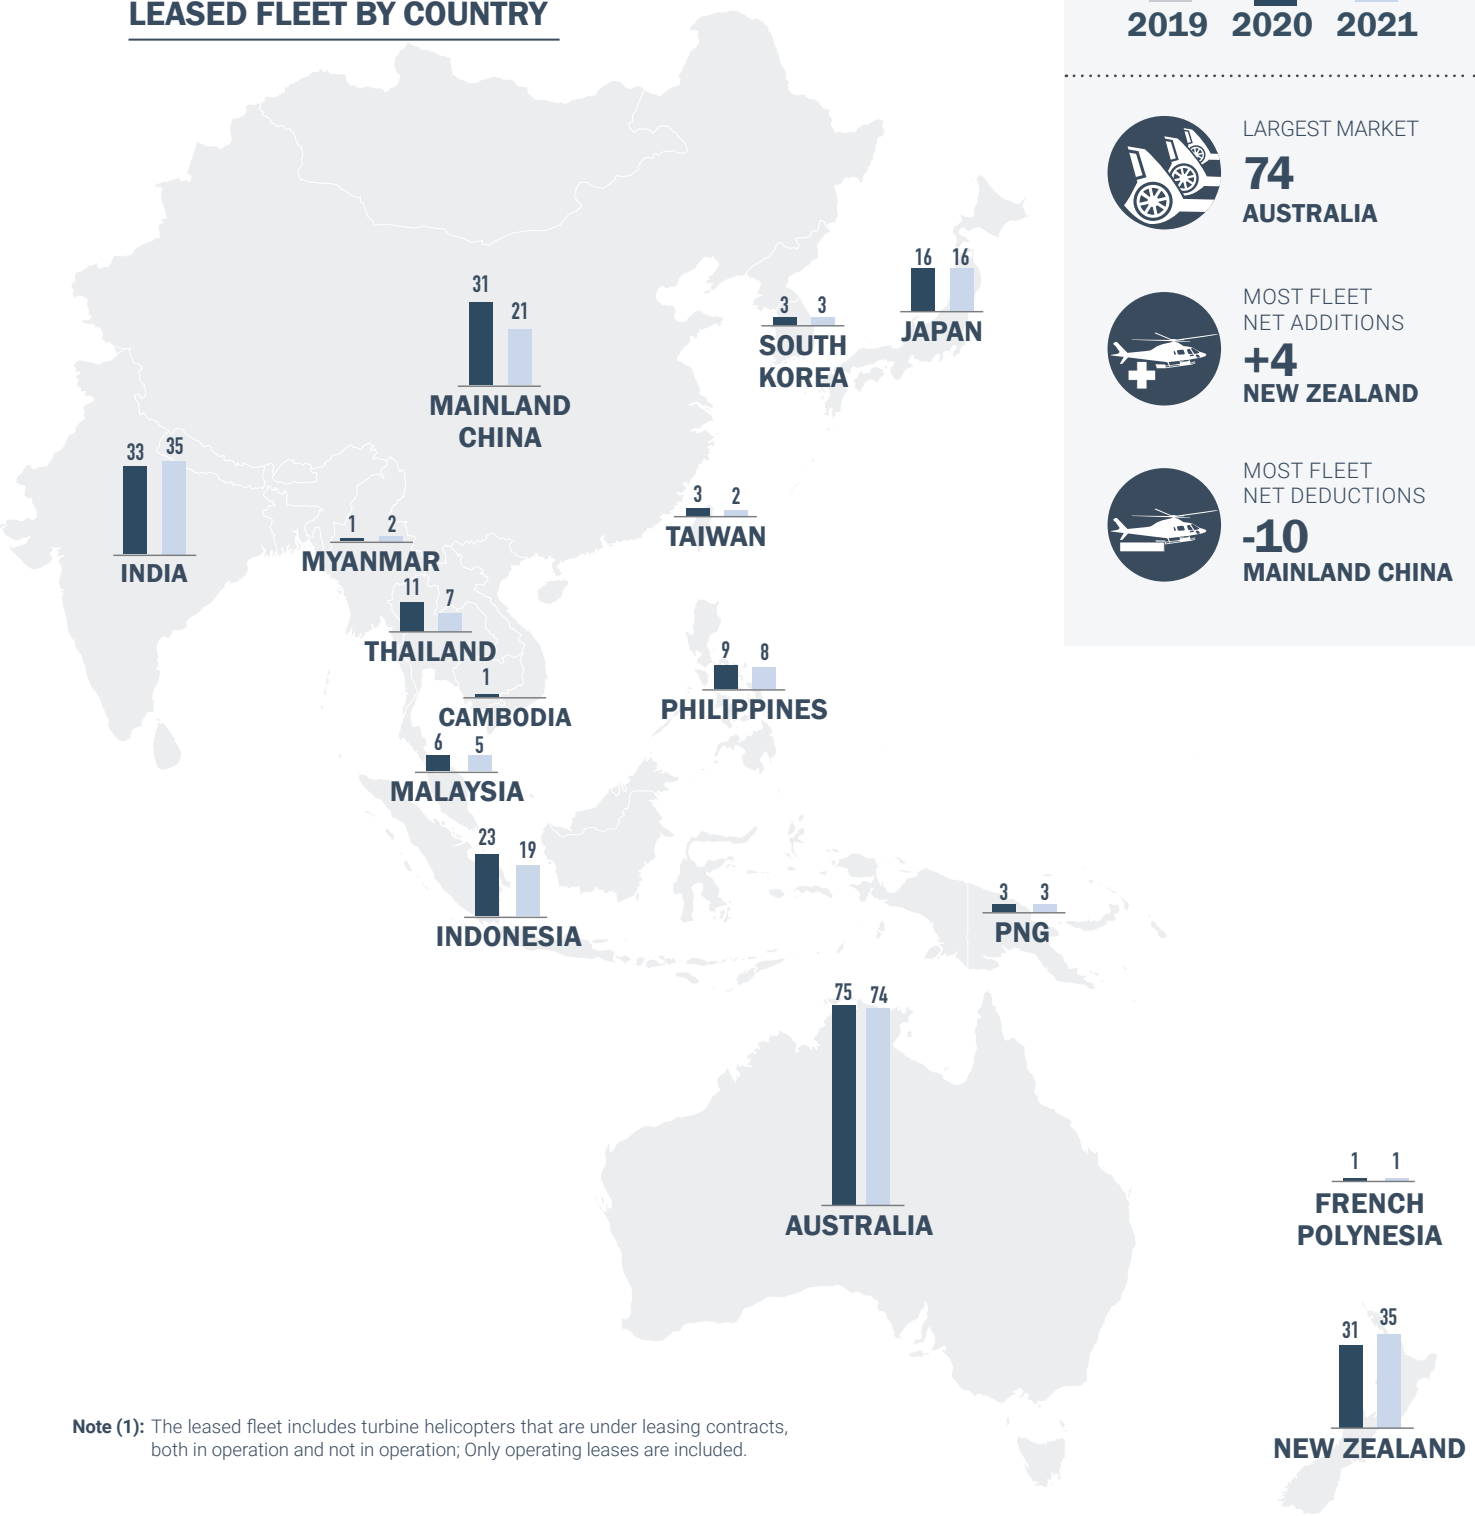 LEASED FLEET BY COUNTRY
2019 2020 2021
LARGEST MARKET
74
AUSTRALIA
MOST FLEET
NET ADDITIONS
+4
NEW ZEALAND
MOST FLEET
NET DEDUCTIONS
-10
MAINLAND CHINA
16 16
JAPAN
3 3
SOUTH
KOREA
31 21
MAINLAND
CHINA
33 35
INDIA
1 2
MYANMAR
3 2
TAIWAN
11 7
THAILAND
1
CAMBODIA
9 8
PHILIPPINES
6 5
MALAYSIA
23 19
INDONESIA
3 3
PNG
75 74
AUSTRALIA
1 1
FRENCH
POLYNESIA
31 35
NEW ZEALAND
Note (1): The leased fleet includes turbine helicopters that are under leasing contracts,
both in operation and not in operation; Only operating leases are included.